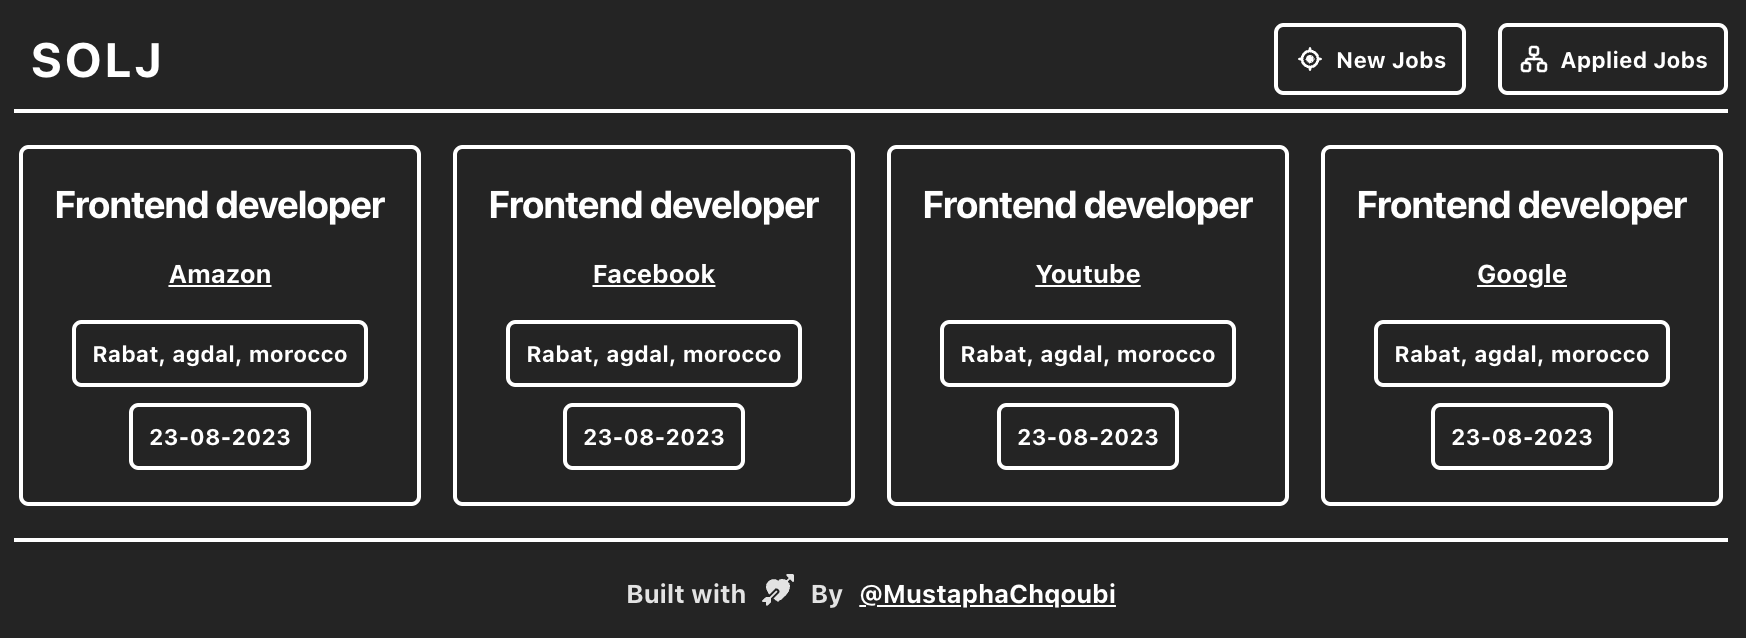 SOLJ
New Jobs
Applied Jobs
Frontend developer
Amazon
Rabat, agdal, morocco
23-08-2023
Frontend developer
Facebook
Rabat, agdal, morocco
23-08-2023
Frontend developer
Youtube
Rabat, agdal, morocco
23-08-2023
Frontend developer
Google
Rabat, agdal, morocco
23-08-2023
Built with By @MustaphaChqoubi